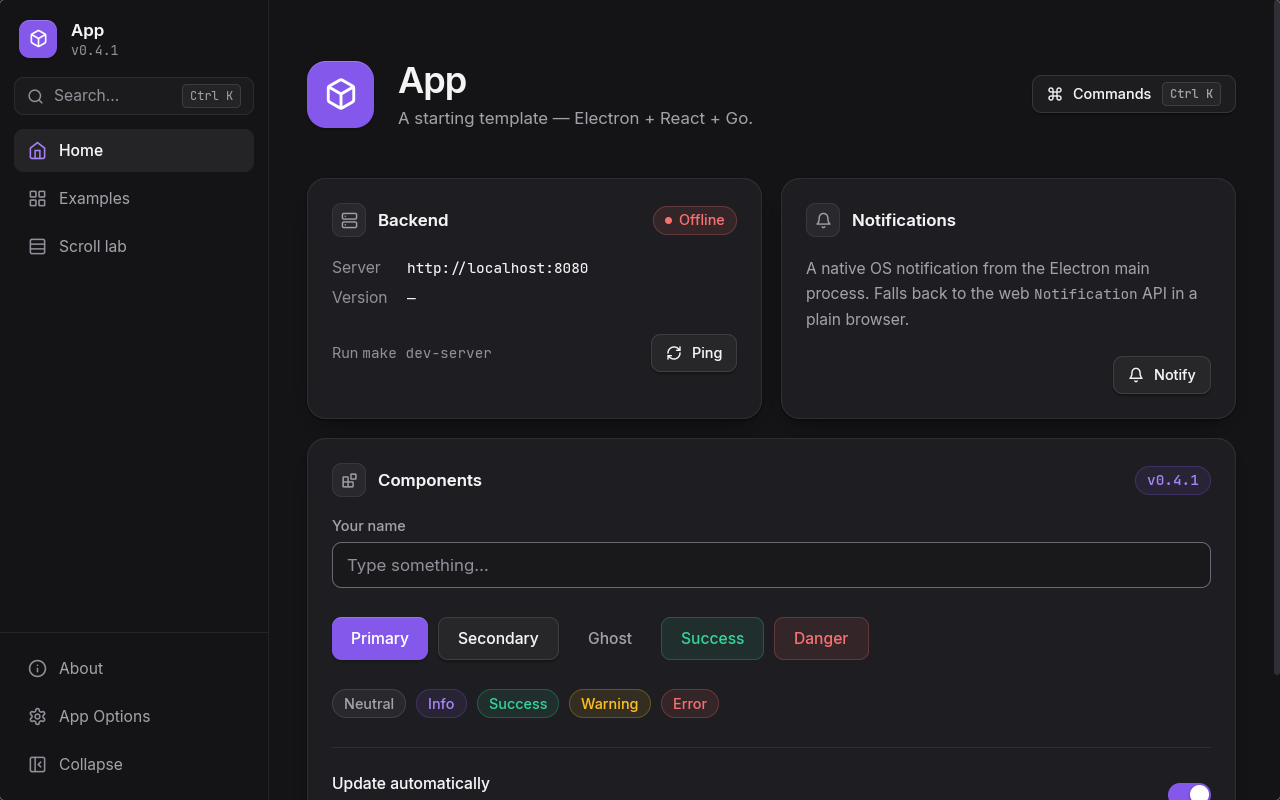 App
v0.4.1
Search...
Ctrl K
Home
Examples
Scroll lab
About
App Options
Collapse
App
A starting template — Electron + React + Go.
Commands
Ctrl K
Backend
Offline
Server http://localhost:8080
Version —
Run make dev-server
Ping
Notifications
A native OS notification from the Electron main
process. Falls back to the web Notification API in a
plain browser.
Notify
Components
v0.4.1
Your name
Type something...
Primary Secondary Ghost Success Danger
Neutral Info Success Warning Error
Update automatically